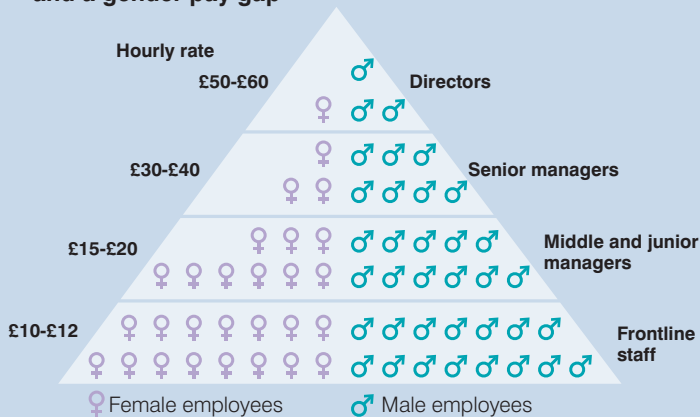 and a gender pay gap
Hourly rate
£50-£60
Directors
£30-£40
Senior managers
£15-£20
Middle and junior
managers
£10-£12
Frontline
staff
Female employees
Male employees